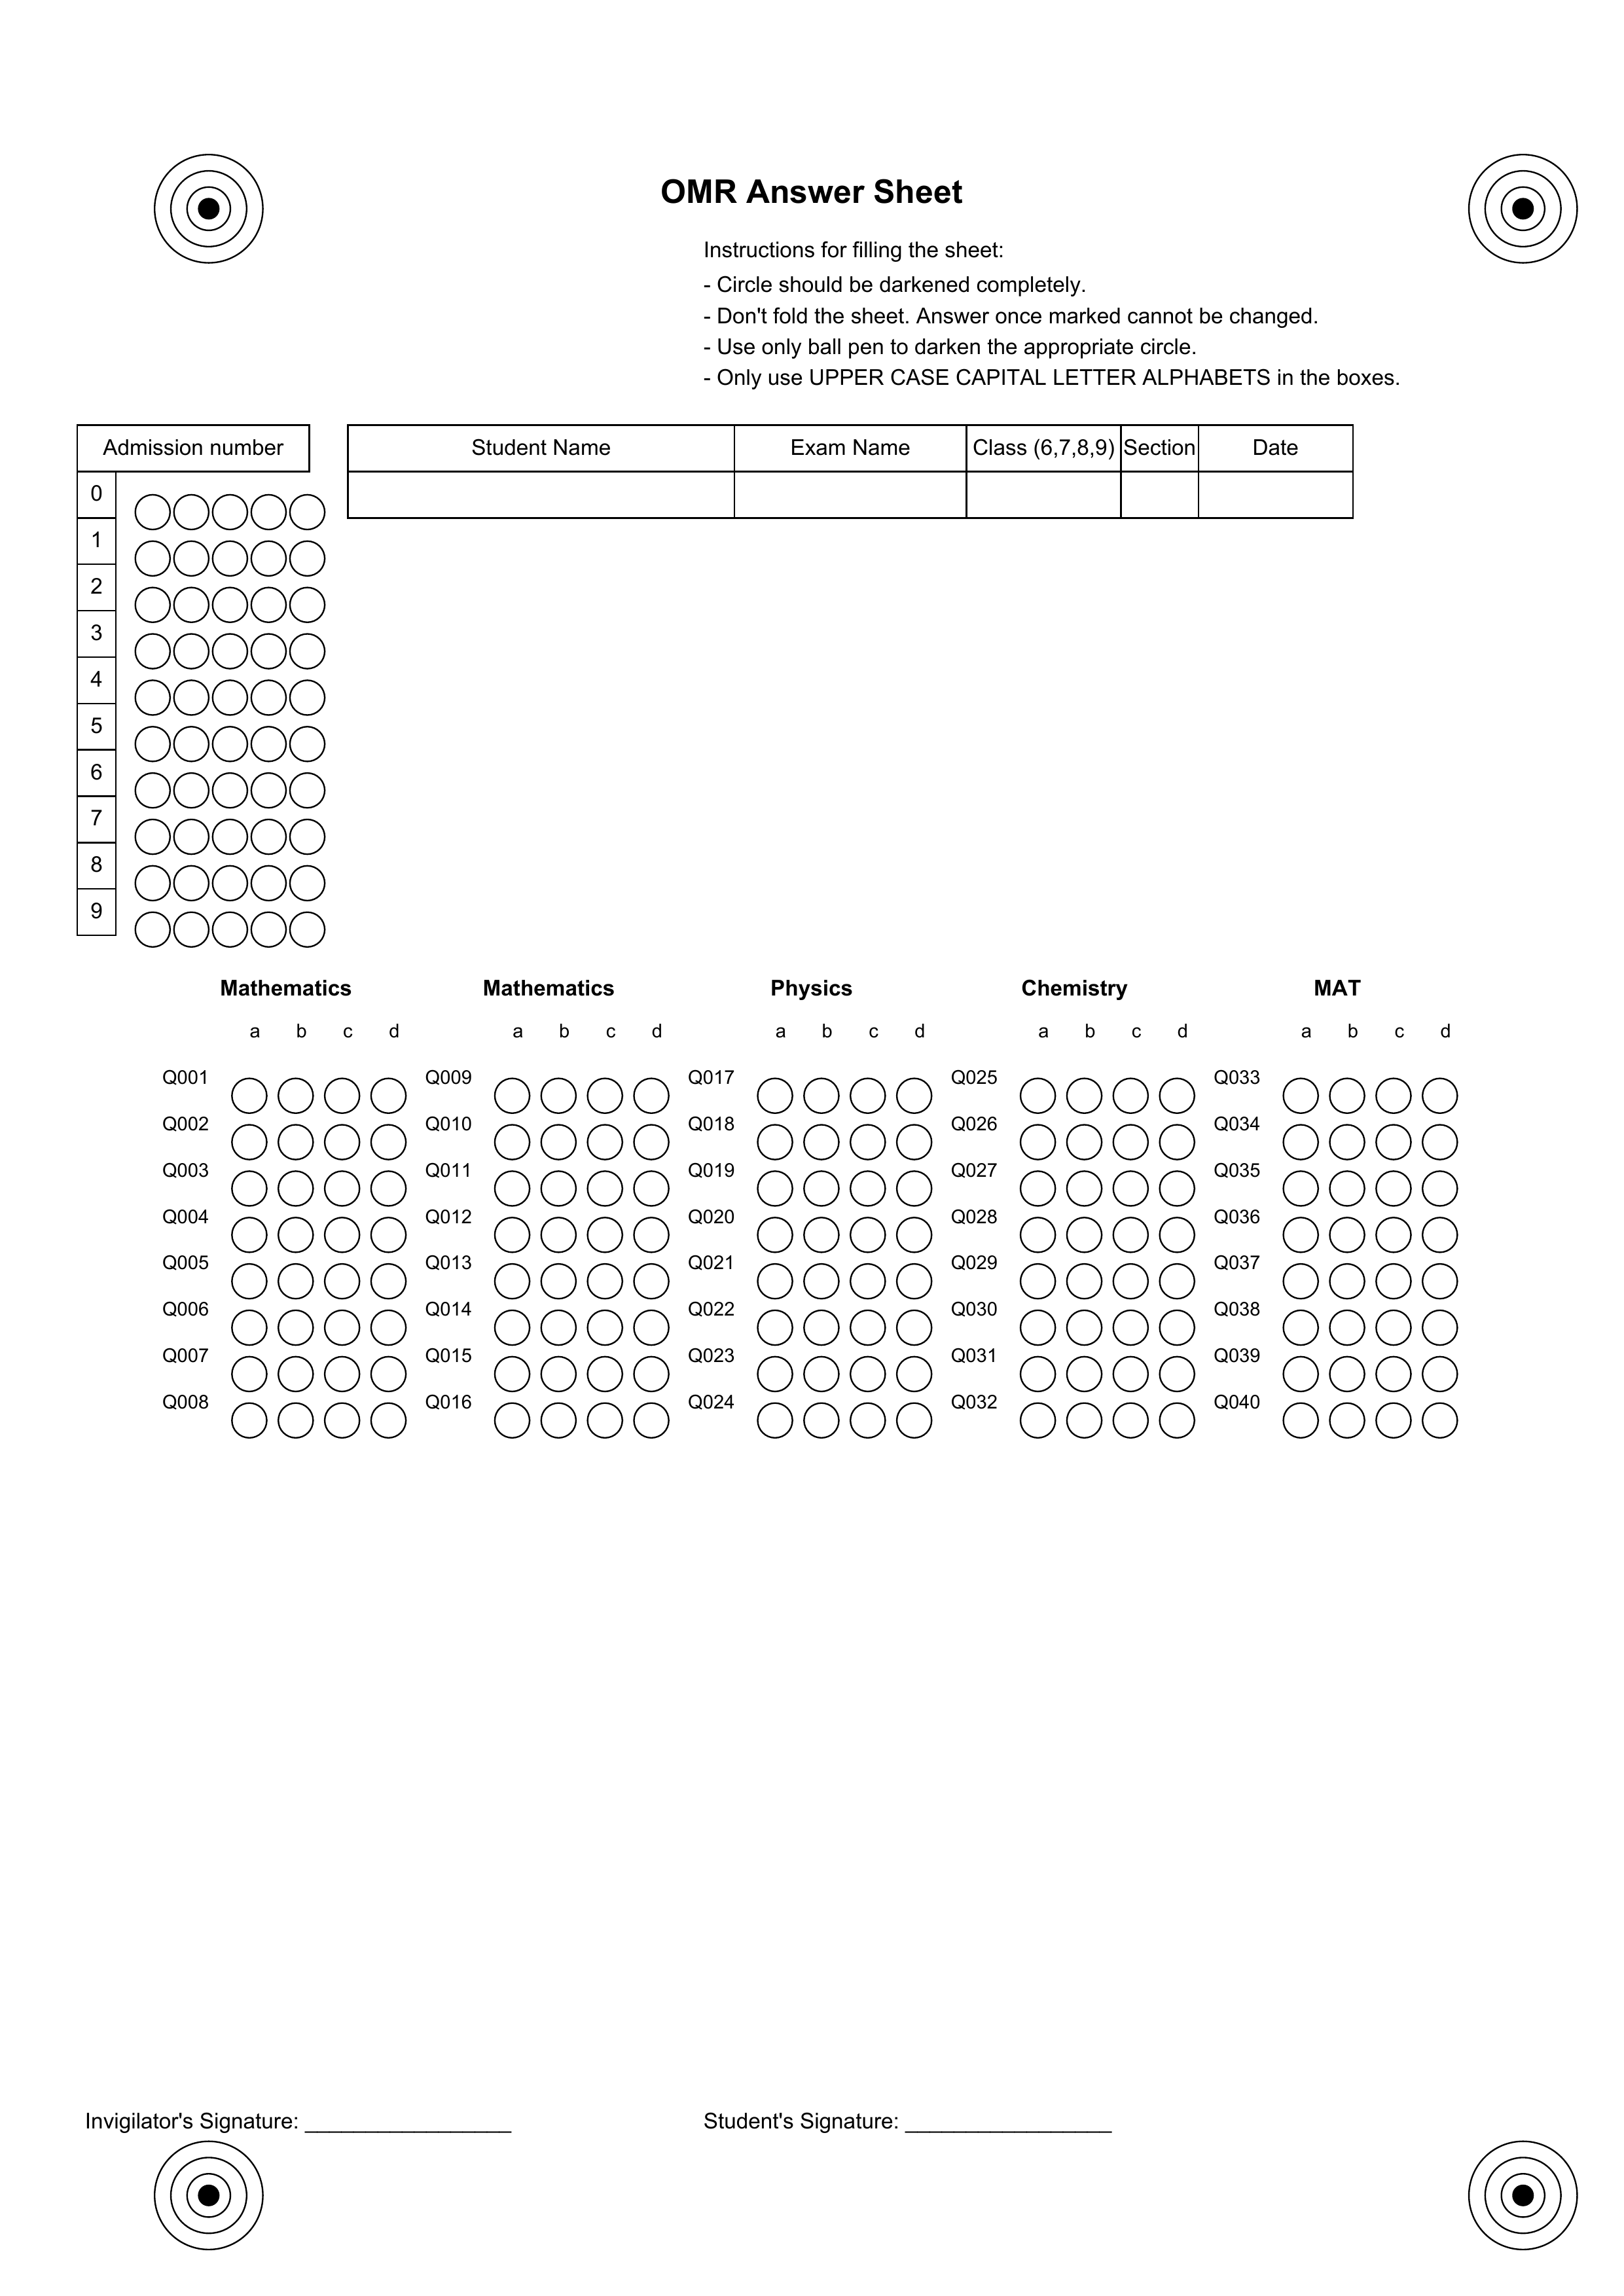 OMR Answer Sheet
Instructions for filling the sheet:
- Circle should be darkened completely.
- Don't fold the sheet. Answer once marked cannot be changed.
- Use only ball pen to darken the appropriate circle.
- Only use UPPER CASE CAPITAL LETTER ALPHABETS in the boxes.
Admission number Student Name Exam Name Class (6,7,8,9) Section Date
0
1
2
3
4
5
6
7
8
9
Mathematics Mathematics Physics Chemistry MAT
a b c d a b c d a b c d a b c d a b c d
Q001 Q009 Q017 Q025 Q033
Q002 Q010 Q018 Q026 Q034
Q003 Q011 Q019 Q027 Q035
Q004 Q012 Q020 Q028 Q036
Q005 Q013 Q021 Q029 Q037
Q006 Q014 Q022 Q030 Q038
Q007 Q015 Q023 Q031 Q039
Q008 Q016 Q024 Q032 Q040
Invigilator's Signature: _________________ Student's Signature: _________________